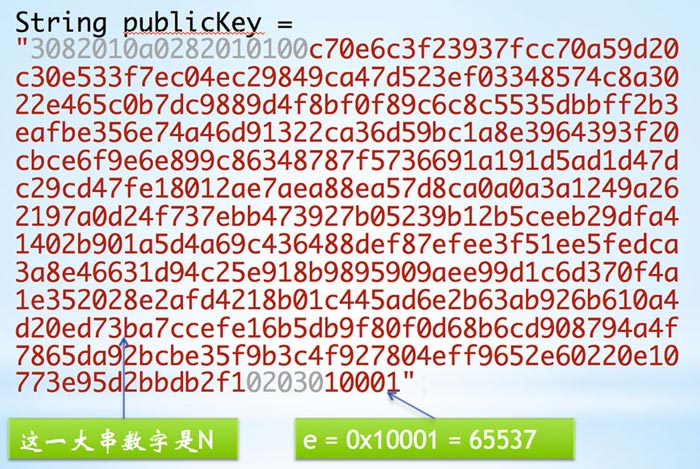 String publicKey =
"3082010a0282010100c70e6c3f23937fcc70a59d20
c30e533f7ec04ec29849ca47d523ef03348574c8a30
22e465c0b7dc9889d4f8bf0f89c6c8c5535dbbff2b3
eafbe356e74a46d91322ca36d59bc1a8e3964393f20
cbce6f9e6e899c86348787f5736691a191d5ad1d47d
c29cd47fe18012ae7aea88ea57d8ca0a0a3a1249a26
2197a0d24f737ebb473927b05239b12b5ceeb29dfa4
1402b901a5d4a69c436488def87efee3f51ee5fedca
3a8e46631d94c25e918b9895909aee99d1c6d370f4a
1e352028e2afd4218b01c445ad6e2b63ab926b610a4
d20ed73ba7ccefe16b5db9f80f0d68b6cd908794a4f
7865da92bcbe35f9b3c4f927804eff9652e60220e10
773e95d2bbdb2f10203010001";
这一大串数字是N
e = 0x10001 = 65537